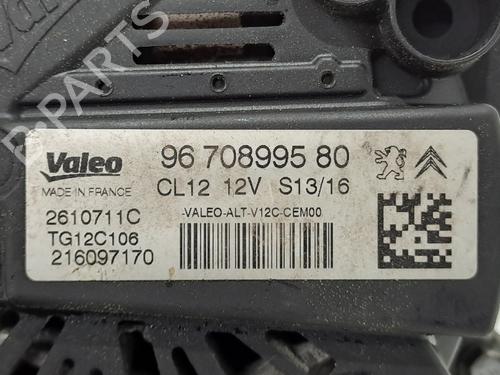 Valeo
B-PARTS
Valeo
96 708995 80
MADE IN FRANCE
CL12 12V S13/16
2610711C
-VALEO-ALT-V12C-CEM00
TG12C106
216097170